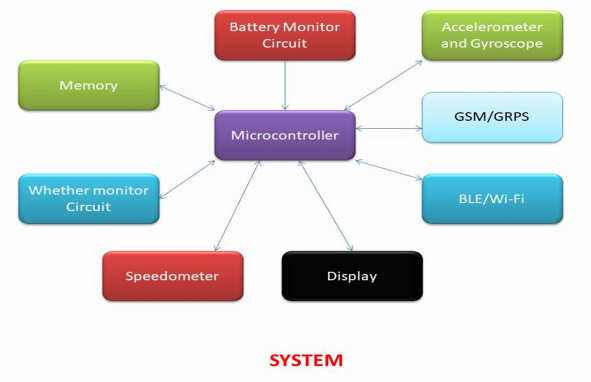 Battery Monitor
Circuit
Accelerometer
and Gyroscope
Memory
GSM/GRPS
Microcontroller
Whether monitor
Circuit
BLE/Wi-Fi
Speedometer
Display
SYSTEM